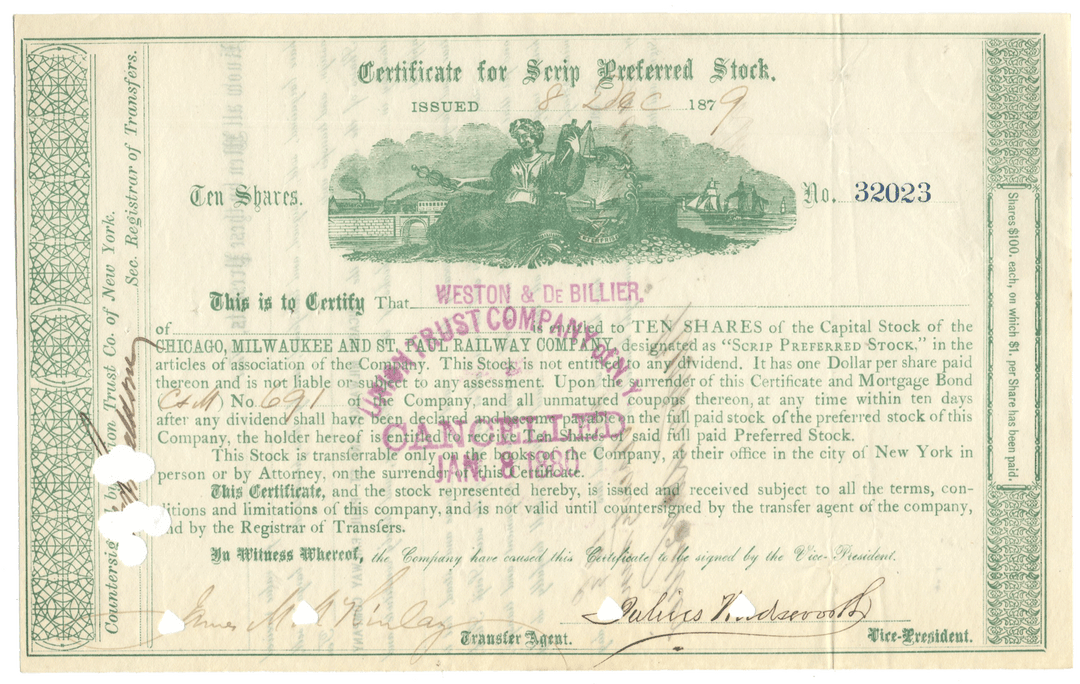 Certificate for Scrip Preferred Stock.
ISSUED 8 Dec 1879
Ten Shares.
No. 32023
ENTERPRISE
This is to Certify That WESTON & DE BILLIER.
of is entitled to TEN SHARES of the Capital Stock of the
CHICAGO, MILWAUKEE AND ST. PAUL RAILWAY COMPANY, designated as "SCRIP PREFERRED STOCK," in the
articles of association of the Company. This Stock is not entitled to any dividend. It has one Dollar per share paid
thereon and is not liable or subject to any assessment. Upon the surrender of this Certificate and Mortgage Bond
C&M No. 691 of the Company, and all unmatured coupons thereon, at any time within ten days
after any dividend shall have been declared and become payable on the full paid stock of the preferred stock of this
Company, the holder hereof is entitled to receive Ten Shares of said full paid Preferred Stock.
This Stock is transferrable only on the books of the Company, at their office in the city of New York in
person or by Attorney, on the surrender of this Certificate.
This Certificate, and the stock represented hereby, is issued and received subject to all the terms, con-
ditions and limitations of this company, and is not valid until countersigned by the transfer agent of the company,
and by the Registrar of Transfers.
In Witness Whereof, the Company have caused this Certificate to be signed by the Vice-President.
James M. McKinlay
Transfer Agent.
Julius Wadsworth
Vice-President.
UNION TRUST COMPANY of N.Y.
CANCELLED
JAN. 8 188
Countersig by on Trust Co. of New York.
Sec. Registrar of Transfers.
Shares $100. each, on which $1. per Share has been paid.